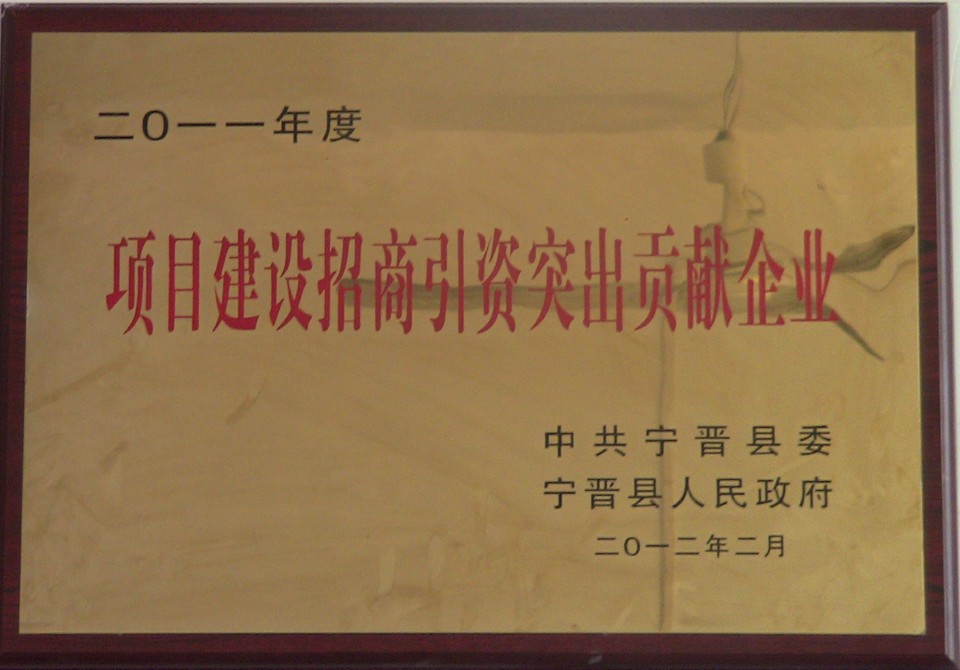 二O一一年度
项目建设招商引资突出贡献企业
中共宁晋县委
宁晋县人民政府
二O一二年二月